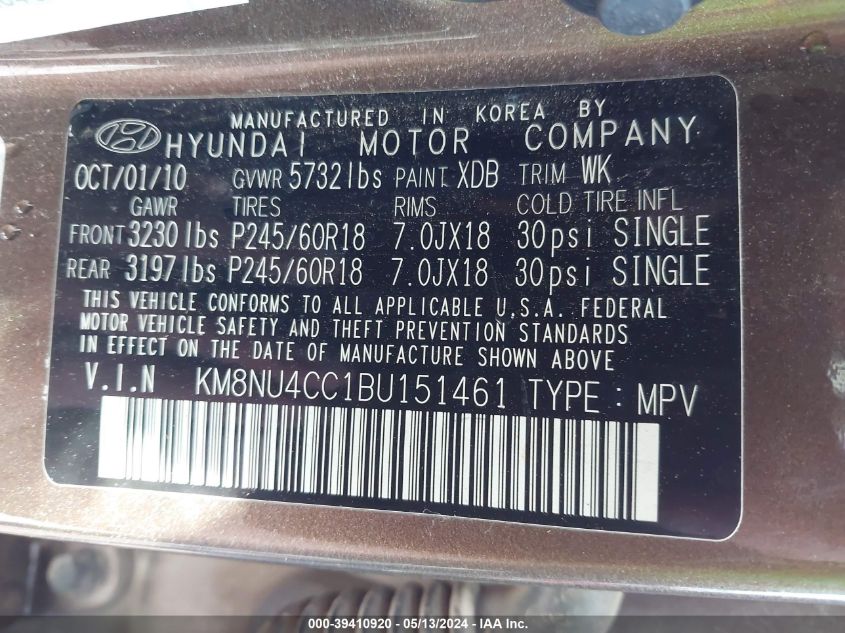 MANUFACTURED IN KOREA BY
HYUNDAI MOTOR COMPANY
OCT/01/10 GVWR 5732lbs PAINT XDB TRIM WK
GAWR TIRES RIMS COLD TIRE INFL
FRONT 3230lbs P245/60R18 7.0JX18 30psi SINGLE
REAR 3197lbs P245/60R18 7.0JX18 30psi SINGLE
THIS VEHICLE CONFORMS TO ALL APPLICABLE U.S.A. FEDERAL
MOTOR VEHICLE SAFETY AND THEFT PREVENTION STANDARDS
IN EFFECT ON THE DATE OF MANUFACTURE SHOWN ABOVE
V.I.N KM8NU4CC1BU151461 TYPE : MPV
000-39410920 - 05/13/2024 - IAA Inc.